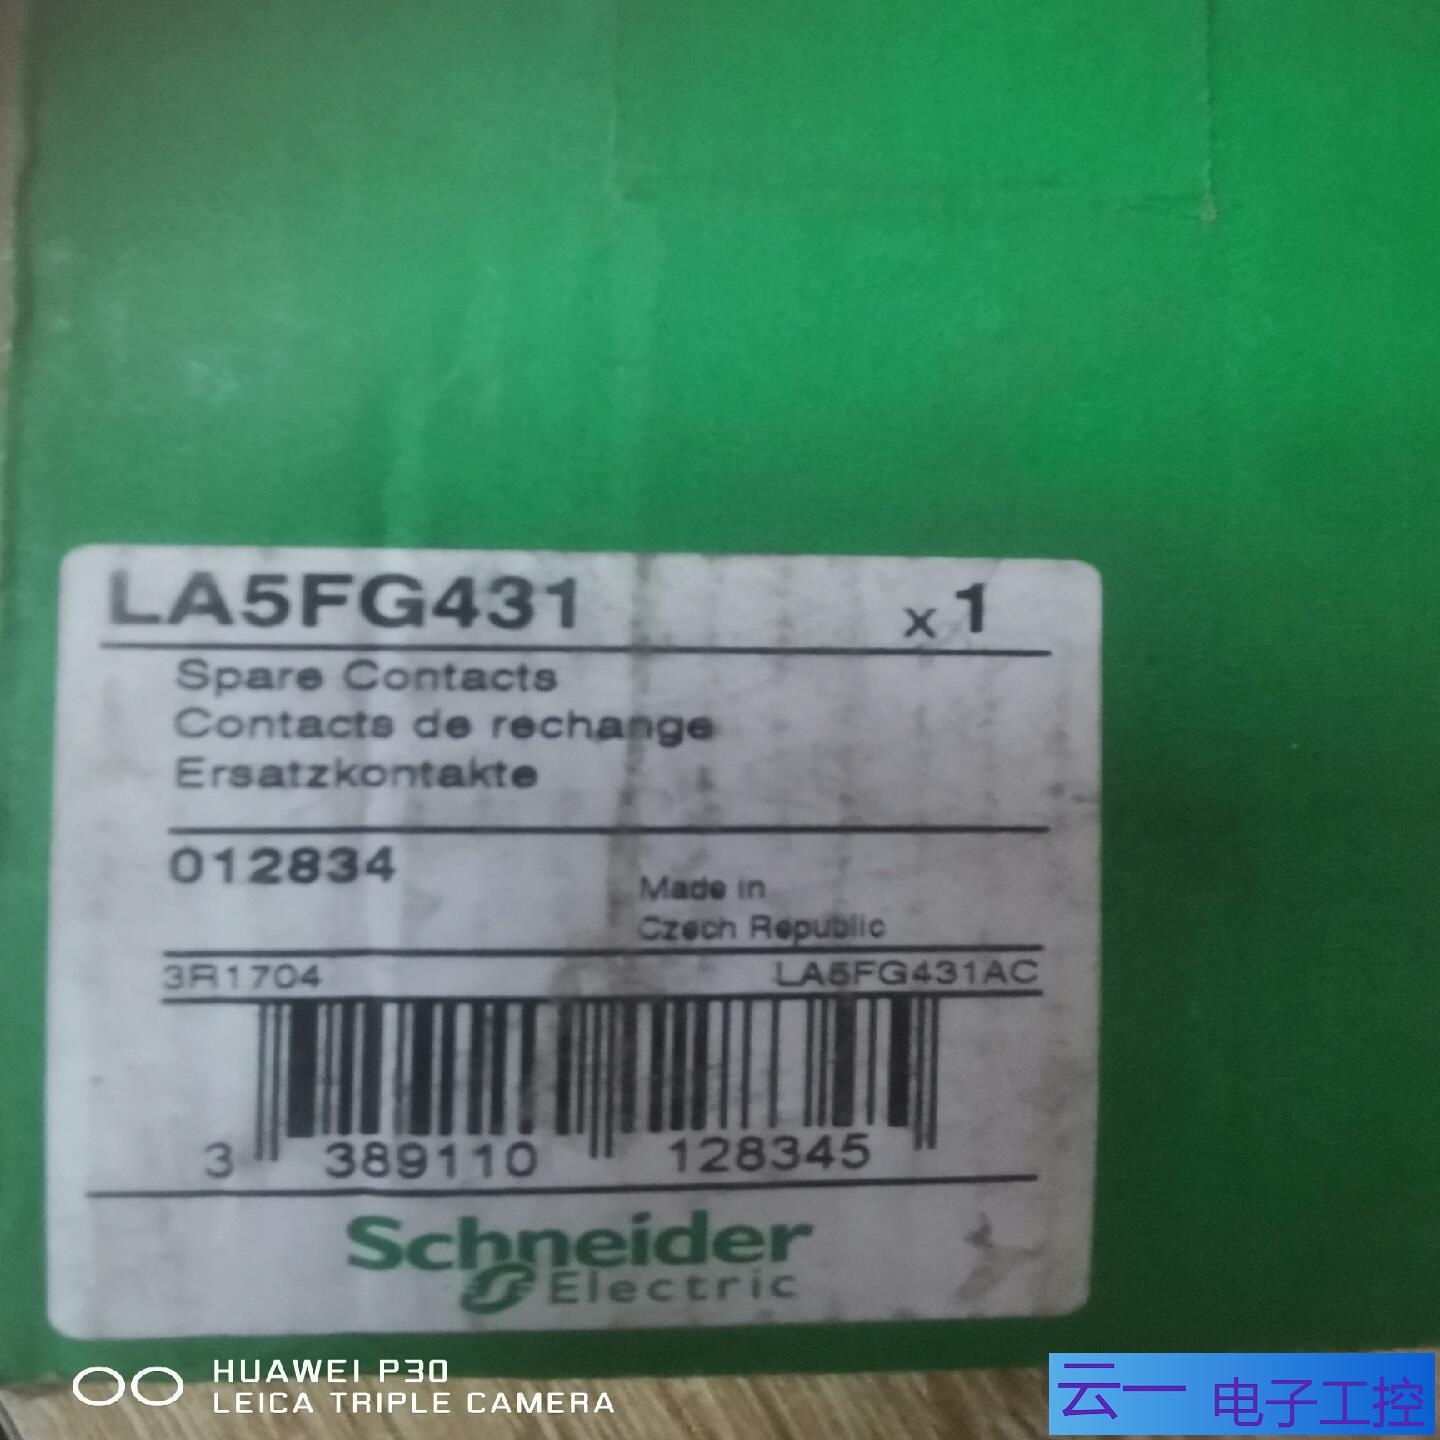 LA5FG431 x 1
Spare Contacts
Contacts de rechange
Ersatzkontakte
012834
Made in
Czech Republic
3R1704 LA5FG431AC
3 389110 128345
Schneider
Electric
HUAWEI P30
LEICA TRIPLE CAMERA
云一 电子工控